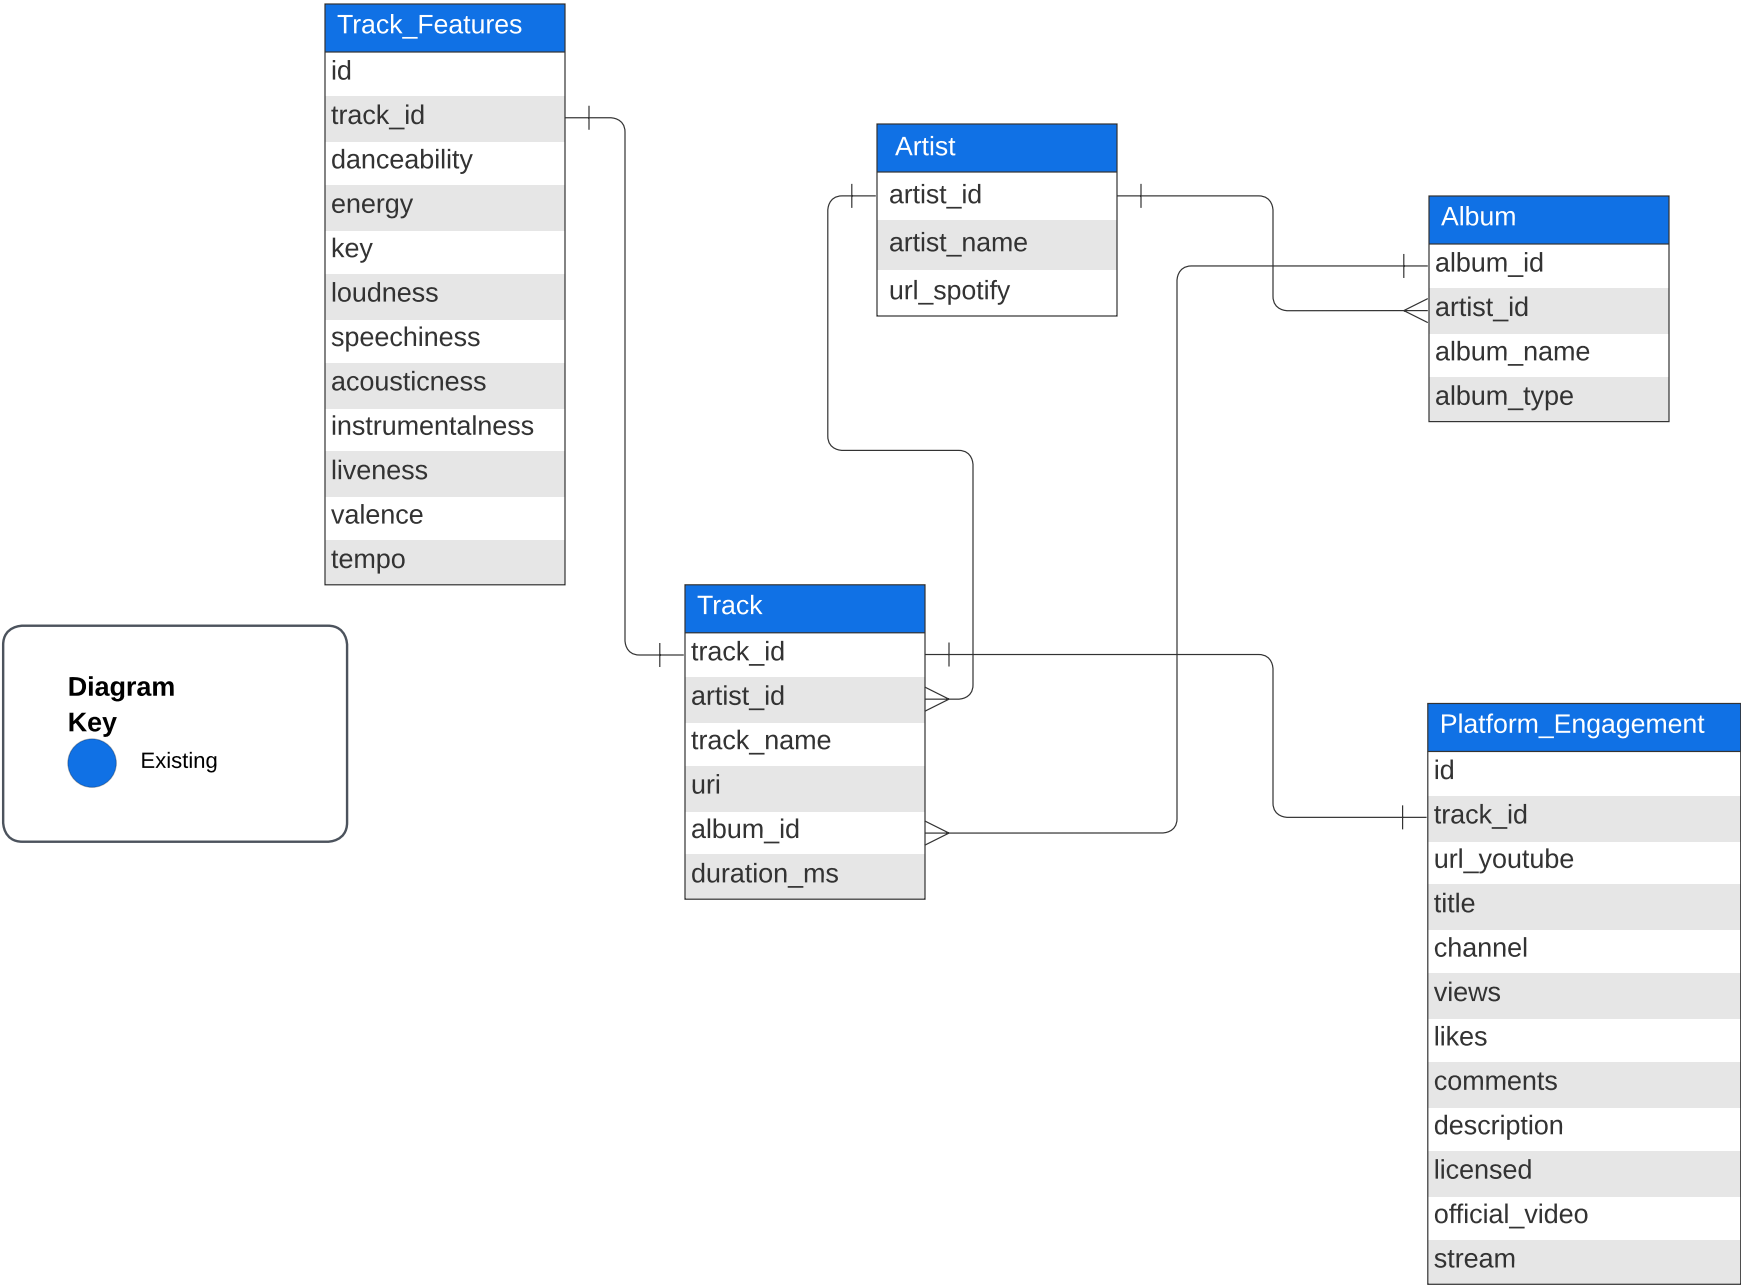 Track_Features
id
track_id
danceability
energy
key
loudness
speechiness
acousticness
instrumentalness
liveness
valence
tempo
Artist
artist_id
artist_name
url_spotify
Album
album_id
artist_id
album_name
album_type
Track
track_id
artist_id
track_name
uri
album_id
duration_ms
Diagram
Key
Existing
Platform_Engagement
id
track_id
url_youtube
title
channel
views
likes
comments
description
licensed
official_video
stream